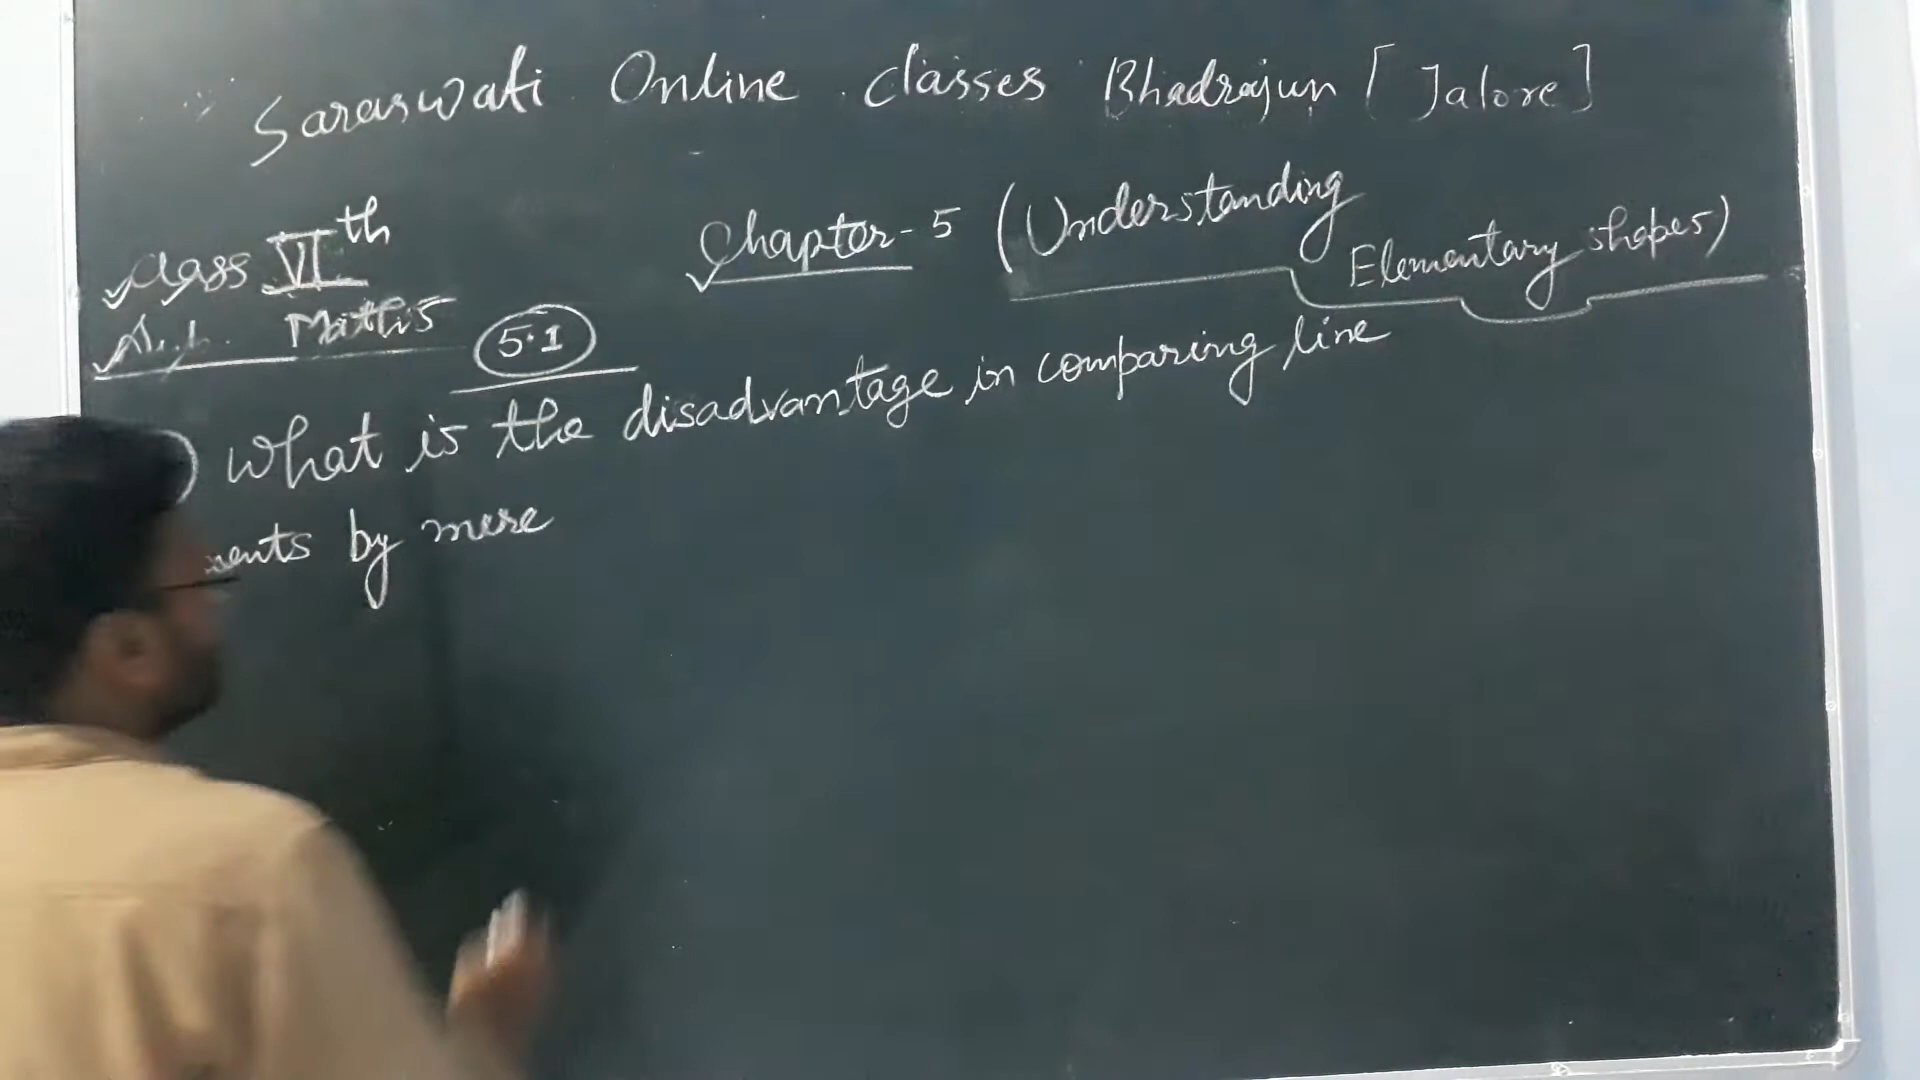 Saraswati Online classes Bhadrajun [Jalore]
Class VIth
Chapter-5 (Understanding
Elementary shapes)
Maths
5.1
) What is the disadvantage in comparing line
ments by mere